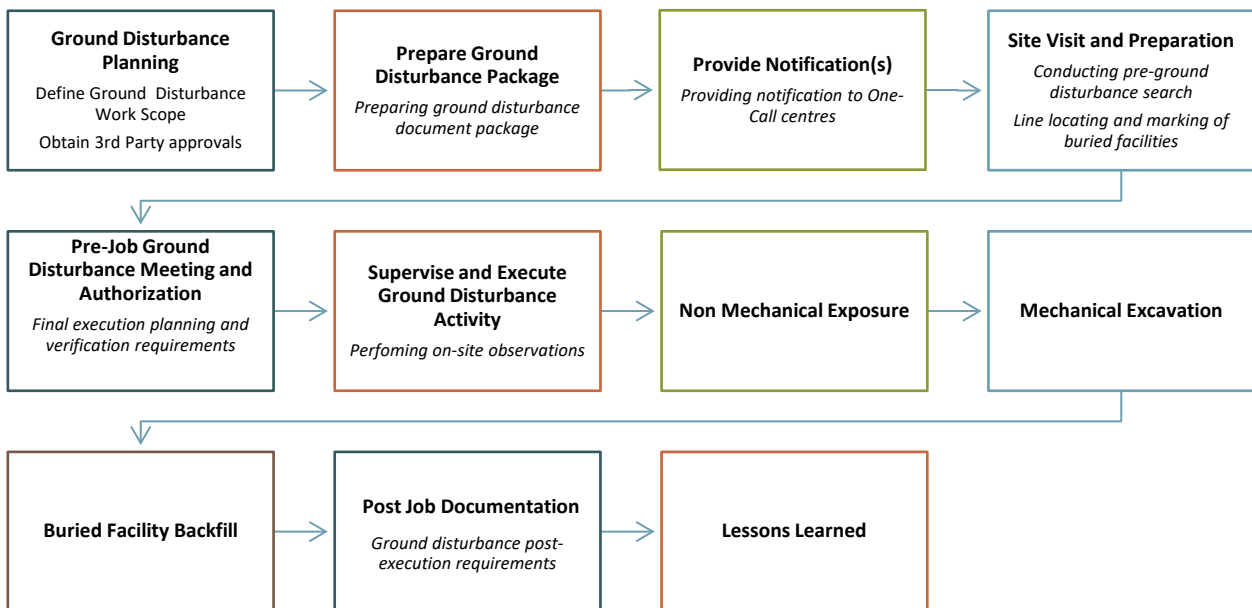 Ground Disturbance
Planning
Define Ground Disturbance
Work Scope
Obtain 3rd Party approvals
Prepare Ground
Disturbance Package
Preparing ground disturbance
document package
Provide Notification(s)
Providing notification to One-
Call centres
Site Visit and Preparation
Conducting pre-ground
disturbance search
Line locating and marking of
buried facilities
Pre-Job Ground
Disturbance Meeting and
Authorization
Final execution planning and
verification requirements
Supervise and Execute
Ground Disturbance
Activity
Perfoming on-site observations
Non Mechanical Exposure
Mechanical Excavation
Buried Facility Backfill
Post Job Documentation
Ground disturbance post-
execution requirements
Lessons Learned